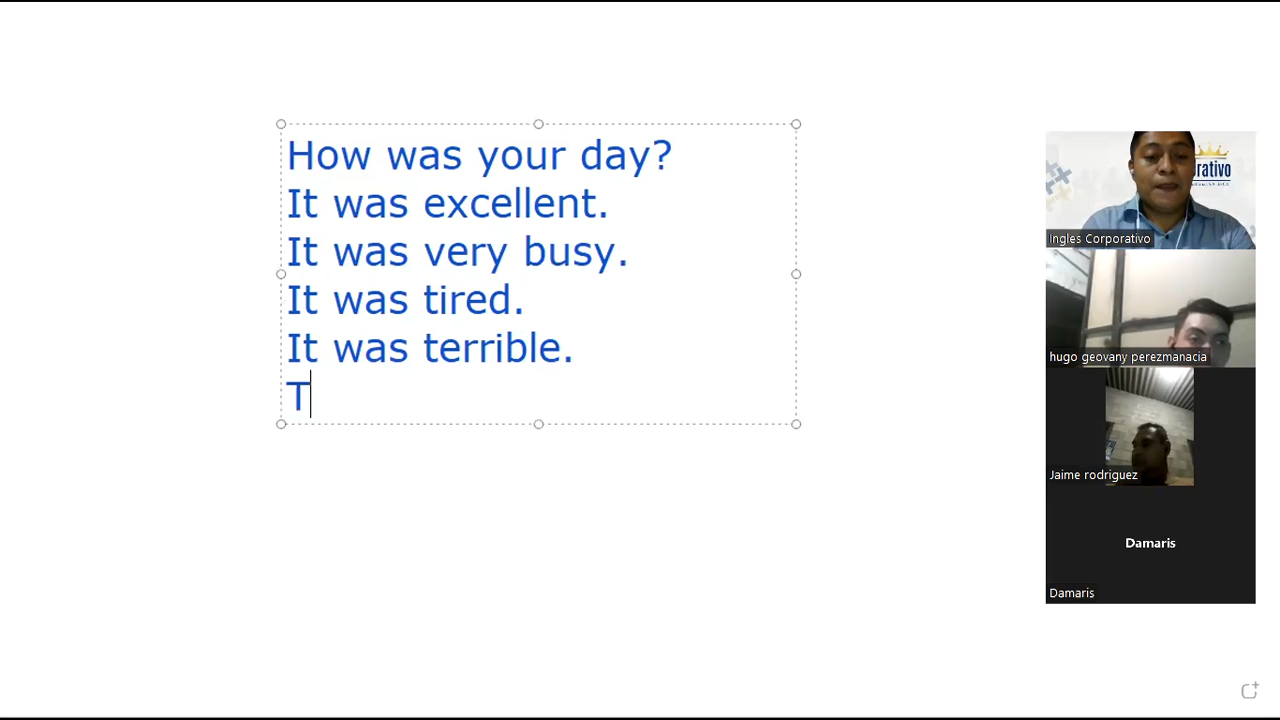 How was your day?
It was excellent.
It was very busy.
It was tired.
It was terrible.
T
rativo
Ingles Corporativo
hugo geovany perezmanacia
Jaime rodriguez
Damaris
Damaris